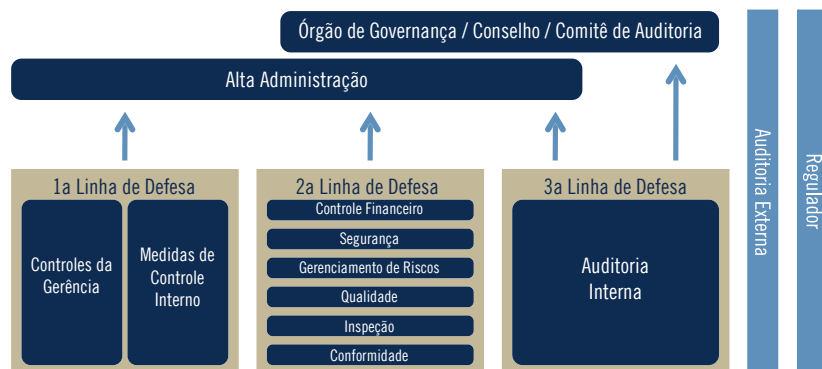 Órgão de Governança / Conselho / Comitê de Auditoria
Alta Administração
1a Linha de Defesa
Controles da
Gerência
Medidas de
Controle
Interno
2a Linha de Defesa
Controle Financeiro
Segurança
Gerenciamento de Riscos
Qualidade
Inspeção
Conformidade
3a Linha de Defesa
Auditoria
Interna
Auditoria Externa
Regulador